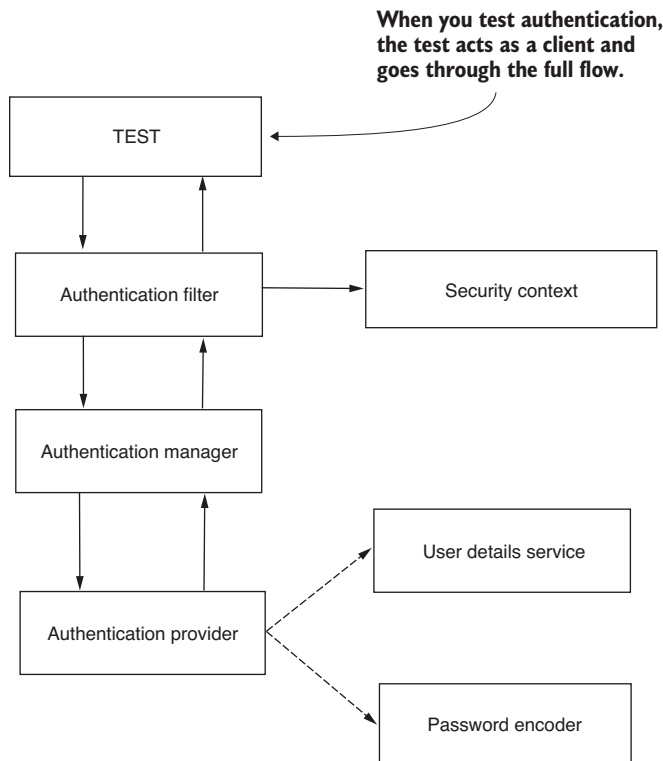 When you test authentication,
the test acts as a client and
goes through the full flow.
TEST
Authentication filter
Security context
Authentication manager
User details service
Authentication provider
Password encoder